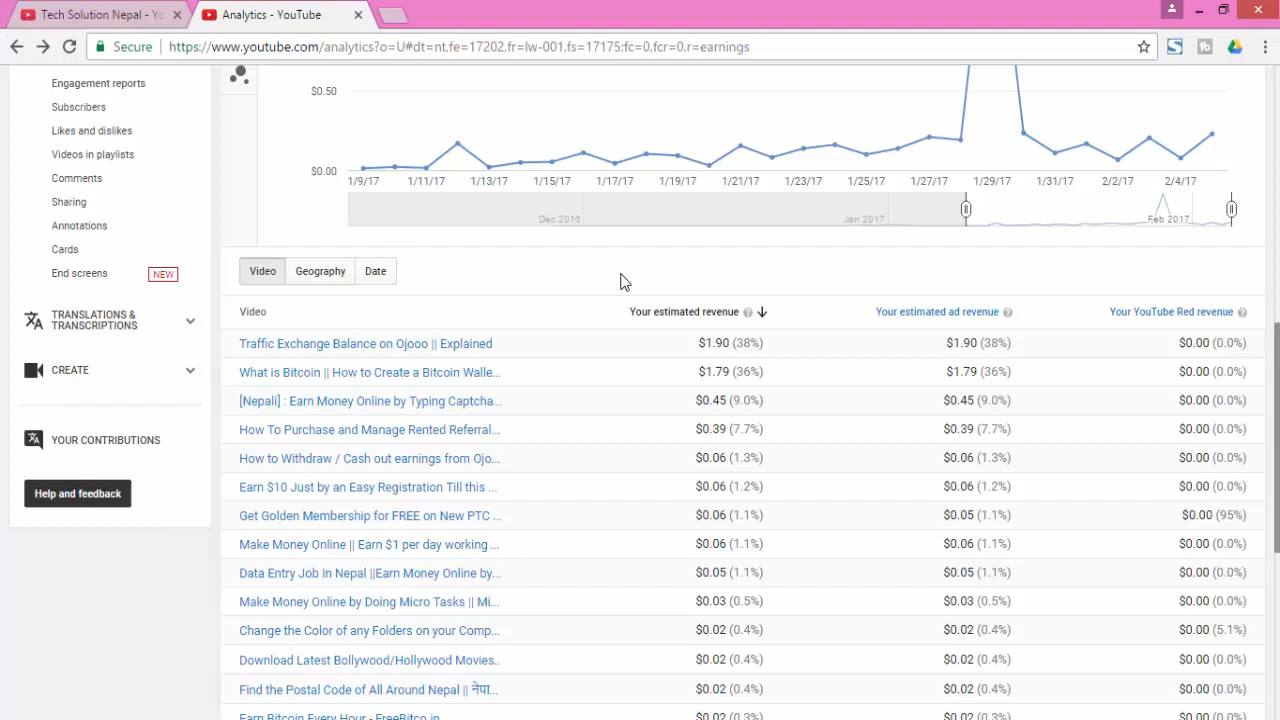 Tech Solution Nepal - Yo
Analytics - YouTube
Secure
https://www.youtube.com/analytics?o=U#dt=nt,fe=17202,fr=lw-001,fs=17175:fc=0,fcr=0,r=earnings
Engagement reports
Subscribers
Likes and dislikes
Videos in playlists
Comments
Sharing
Annotations
Cards
End screens NEW
TRANSLATIONS &
TRANSCRIPTIONS
CREATE
YOUR CONTRIBUTIONS
Help and feedback
$0.50
$0.00
1/9/17 1/11/17 1/13/17 1/15/17 1/17/17 1/19/17 1/21/17 1/23/17 1/25/17 1/27/17 1/29/17 1/31/17 2/2/17 2/4/17
Dec 2016 Jan 2017 Feb 2017
Video Geography Date
Video Your estimated revenue Your estimated ad revenue Your YouTube Red revenue
Traffic Exchange Balance on Ojooo || Explained $1.90 (38%) $1.90 (38%) $0.00 (0.0%)
What is Bitcoin || How to Create a Bitcoin Walle... $1.79 (36%) $1.79 (36%) $0.00 (0.0%)
[Nepali] : Earn Money Online by Typing Captcha... $0.45 (9.0%) $0.45 (9.0%) $0.00 (0.0%)
How To Purchase and Manage Rented Referral... $0.39 (7.7%) $0.39 (7.7%) $0.00 (0.0%)
How to Withdraw / Cash out earnings from Ojo... $0.06 (1.3%) $0.06 (1.3%) $0.00 (0.0%)
Earn $10 Just by an Easy Registration Till this ... $0.06 (1.2%) $0.06 (1.2%) $0.00 (0.0%)
Get Golden Membership for FREE on New PTC ... $0.06 (1.1%) $0.05 (1.1%) $0.00 (95%)
Make Money Online || Earn $1 per day working ... $0.06 (1.1%) $0.06 (1.1%) $0.00 (0.0%)
Data Entry Job In Nepal ||Earn Money Online by... $0.05 (1.1%) $0.05 (1.1%) $0.00 (0.0%)
Make Money Online by Doing Micro Tasks || Mi... $0.03 (0.5%) $0.03 (0.5%) $0.00 (0.0%)
Change the Color of any Folders on your Comp... $0.02 (0.4%) $0.02 (0.4%) $0.00 (5.1%)
Download Latest Bollywood/Hollywood Movies.. $0.02 (0.4%) $0.02 (0.4%) $0.00 (0.0%)
Find the Postal Code of All Around Nepal || नेपा... $0.02 (0.4%) $0.02 (0.4%) $0.00 (0.0%)
Earn Bitcoin Every Hour - FreeBitco.in $0.02 (0.3%) $0.02 (0.3%) $0.00 (0.0%)